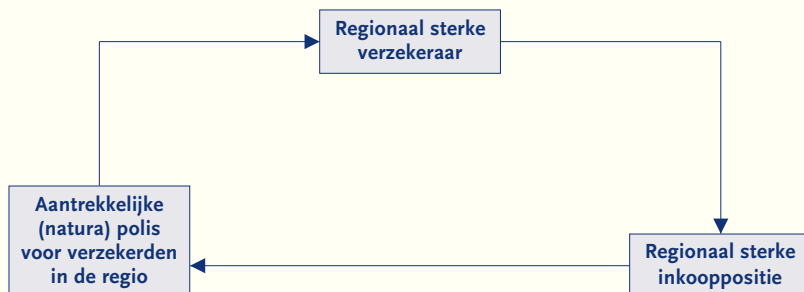 Regionaal sterke
verzekeraar
Aantrekkelijke
(natura) polis
voor verzekerden
in de regio
Regionaal sterke
inkooppositie